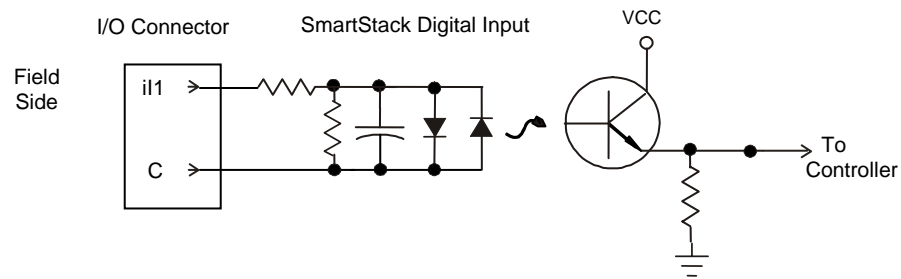 I/O Connector
SmartStack Digital Input
VCC
Field
Side
iI1
C
To
Controller